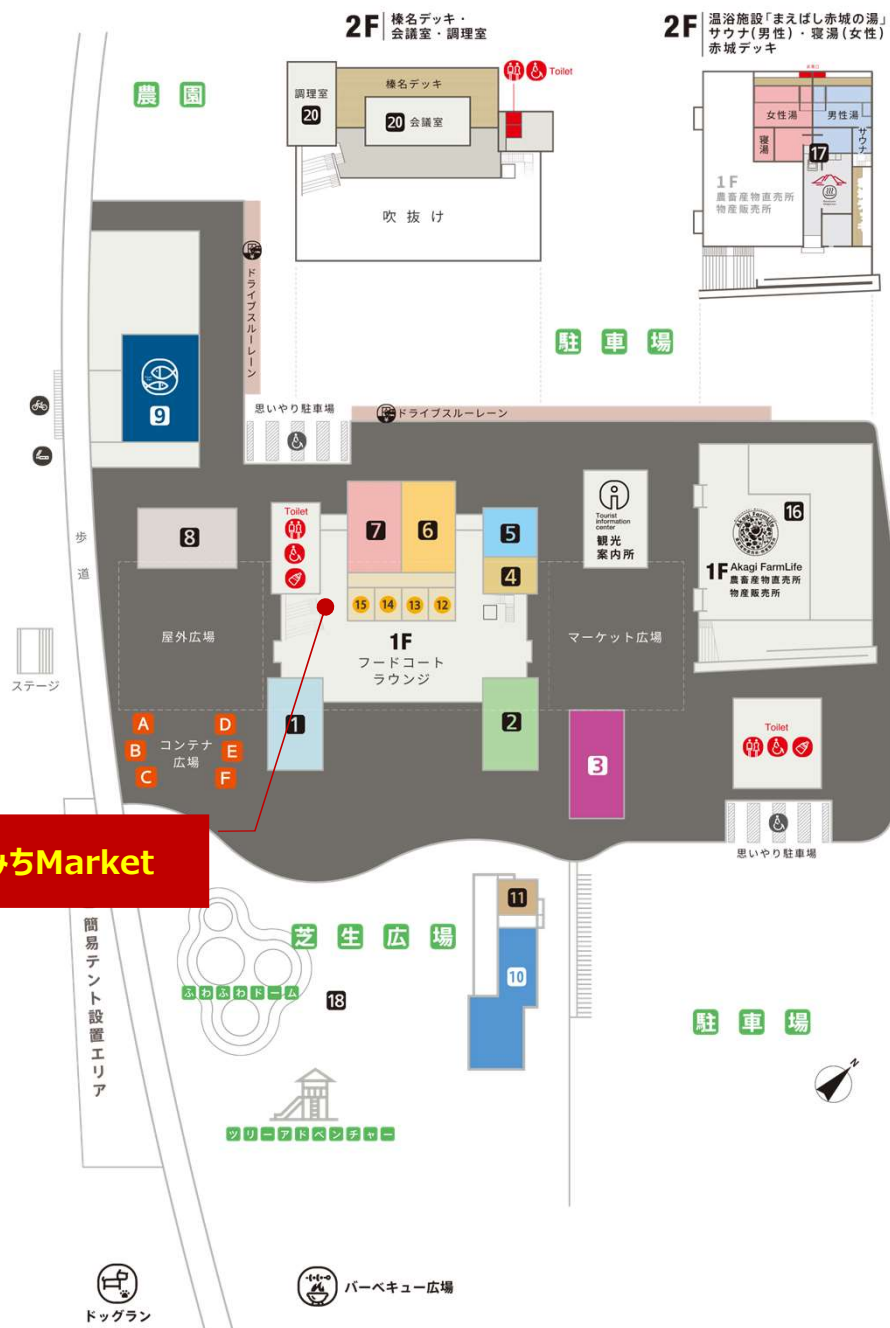 2F 榛名デッキ・
会議室・調理室
2F 温浴施設「まえばし赤城の湯」
サウナ(男性)・寝湯(女性)
赤城デッキ
農園
調理室
20
榛名デッキ
20 会議室
Toilet
吹抜け
女性湯
男性湯
寝湯
サウナ
17
1F
農畜産物直売所
物産販売所
ドライブスルーレーン
駐車場
9
思いやり駐車場
ドライブスルーレーン
歩道
8
Toilet
7
6
5
4
Tourist
information
center
観光
案内所
16
Akagi FarmLife
1F Akagi FarmLife
農畜産物直売所
物産販売所
15
14
13
12
屋外広場
1F
フードコート
ラウンジ
マーケット広場
ステージ
A
B
C
コンテナ
広場
D
E
F
1
2
3
Toilet
思いやり駐車場
みちMarket
簡易テント設置エリア
芝生広場
ふわふわドーム
18
11
10
駐車場
N
ツリーアドベンチャー
ドッグラン
バーベキュー広場